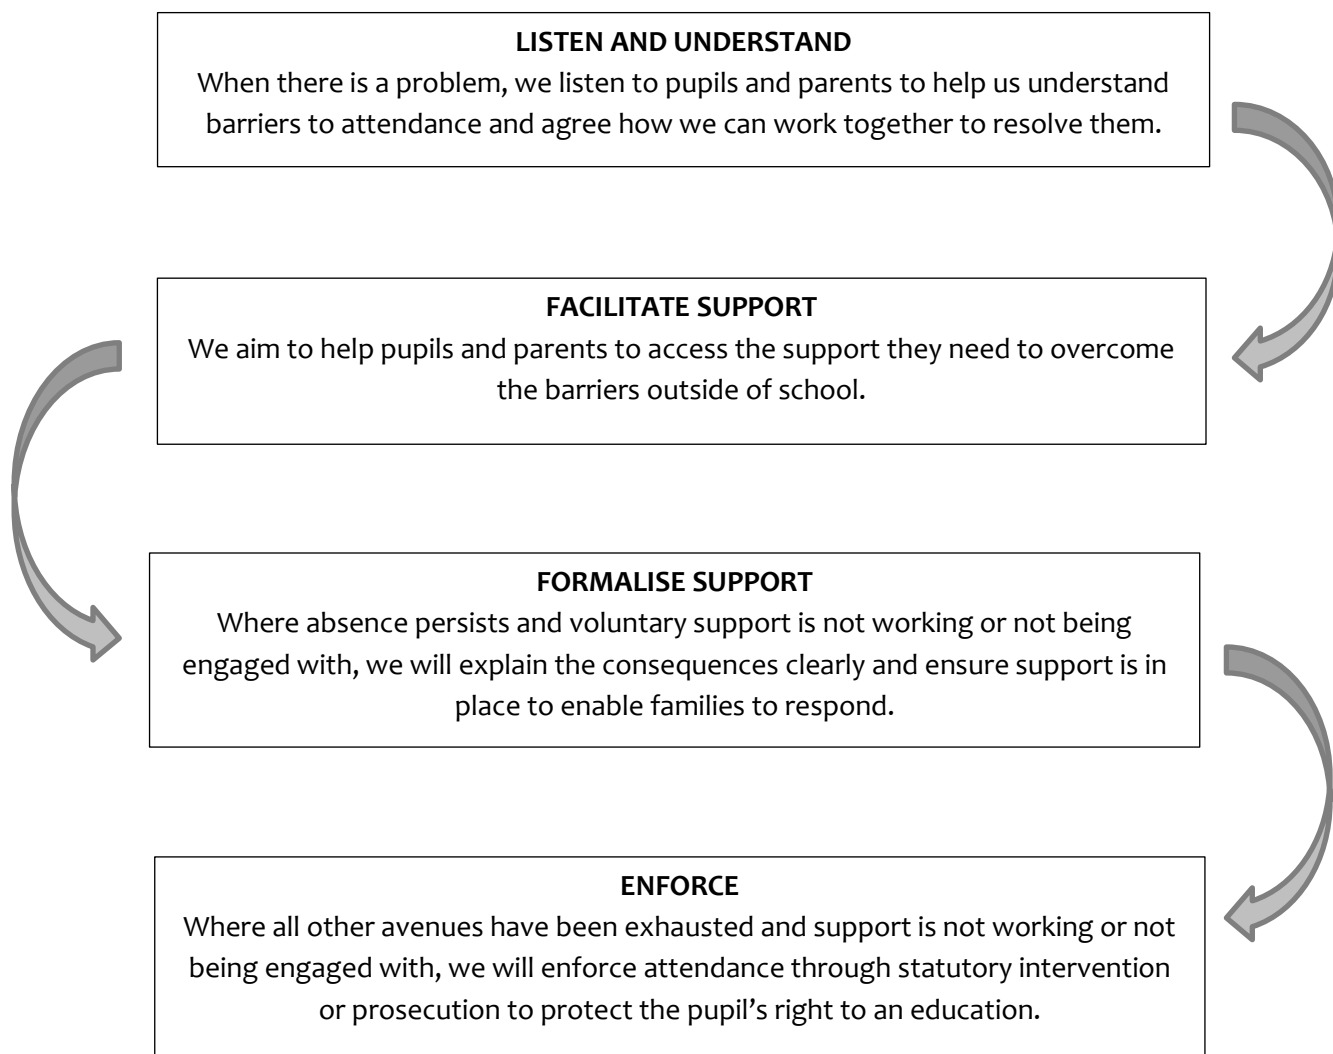 LISTEN AND UNDERSTAND
When there is a problem, we listen to pupils and parents to help us understand
barriers to attendance and agree how we can work together to resolve them.
FACILITATE SUPPORT
We aim to help pupils and parents to access the support they need to overcome
the barriers outside of school.
FORMALISE SUPPORT
Where absence persists and voluntary support is not working or not being
engaged with, we will explain the consequences clearly and ensure support is in
place to enable families to respond.
ENFORCE
Where all other avenues have been exhausted and support is not working or not
being engaged with, we will enforce attendance through statutory intervention
or prosecution to protect the pupil’s right to an education.